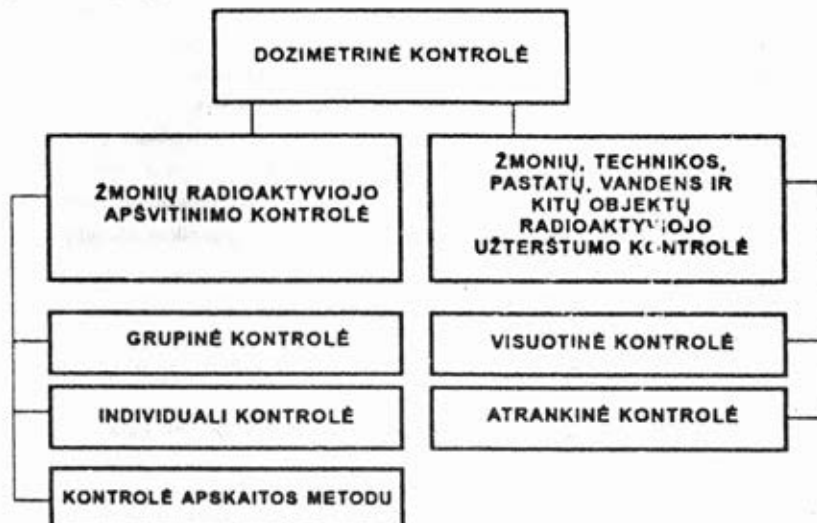 DOZIMETRINĖ KONTROLĖ
ŽMONIŲ RADIOAKTYVIOJO
APŠVITINIMO KONTROLĖ
ŽMONIŲ, TECHNIKOS,
PASTATŲ, VANDENS IR
KITŲ OBJEKTŲ
RADIOAKTYVIOJO
UŽTERŠTUMO KONTROLĖ
GRUPINĖ KONTROLĖ
VISUOTINĖ KONTROLĖ
INDIVIDUALI KONTROLĖ
ATRANKINĖ KONTROLĖ
KONTROLĖ APSKAITOS METODU